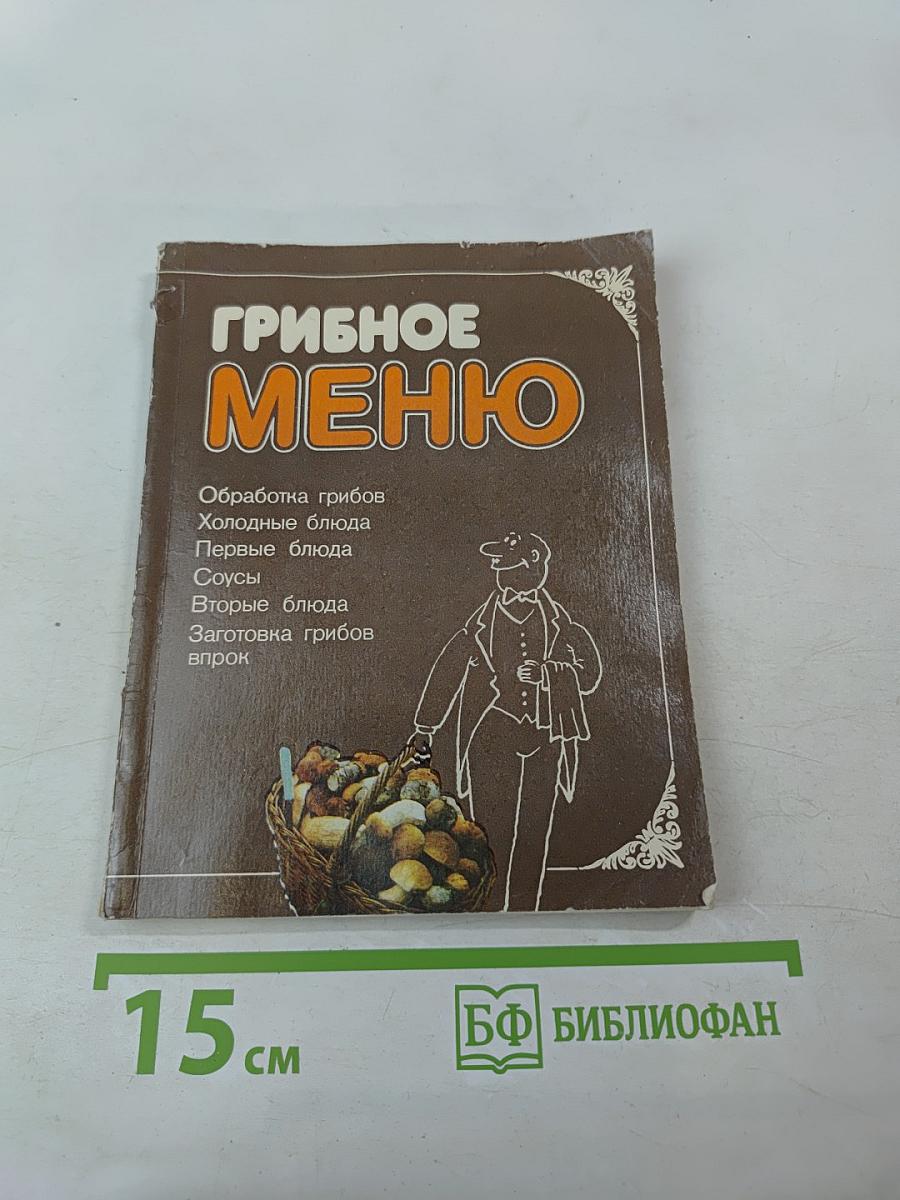 ГРИБНОЕ
МЕНЮ
Обработка грибов
Холодные блюда
Первые блюда
Соусы
Вторые блюда
Заготовка грибов
впрок
15 см
БФ БИБЛИОФАН